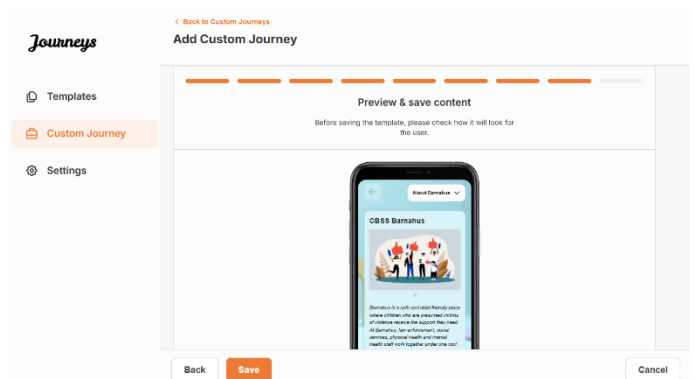 Back to Custom Journeys
Journeys
Add Custom Journey
Templates
Custom Journey
Settings
Preview & save content
Before saving the template, please check how it will look for
the user.
About Barnahus
CBSS Barnahus
Barnahus is a safe and child friendly place
where children who are presumed victims
of violence receive the support they need.
At Barnahus, law enforcement, social
services, physical health and mental
health staff work together under one roof
Back
Save
Cancel